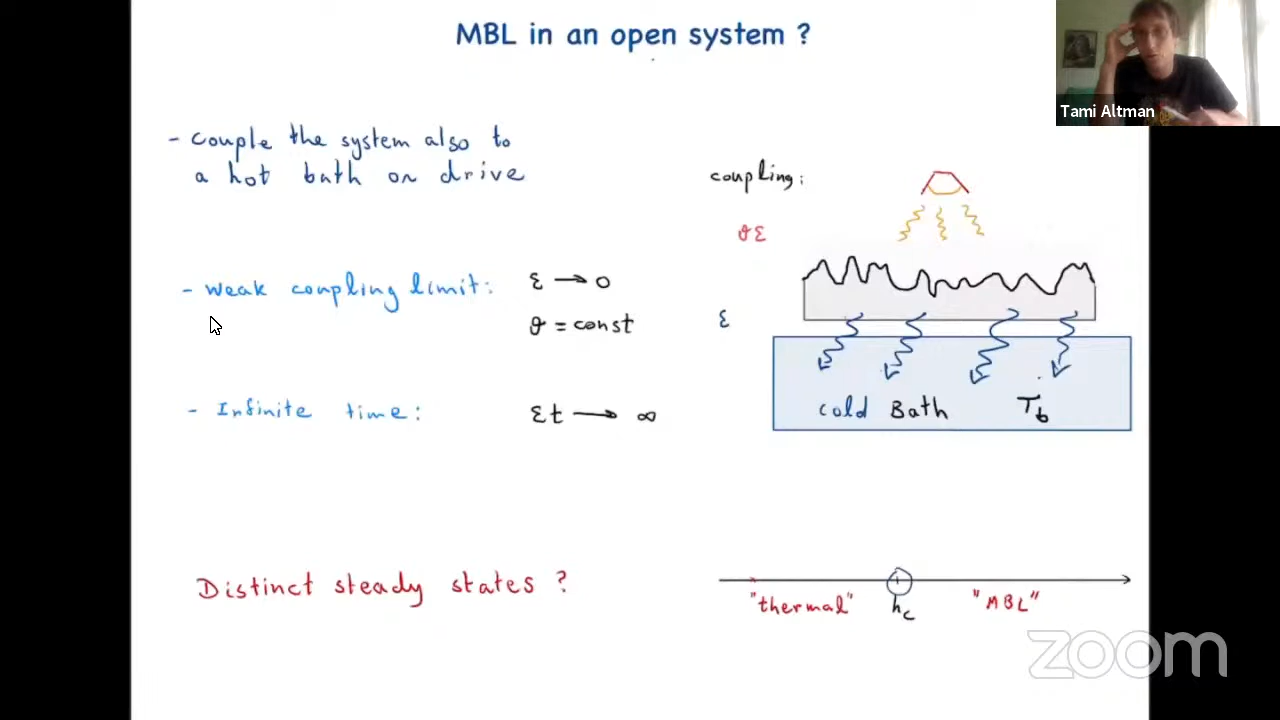 MBL in an open system ?
Tami Altman
- couple the system also to
a hot bath or drive
coupling:
θε
- weak coupling limit: ε → 0
θ = const
ε
- Infinite time: εt → ∞
cold Bath T_b
Distinct steady states ?
"thermal" h_c "MBL"
zoom